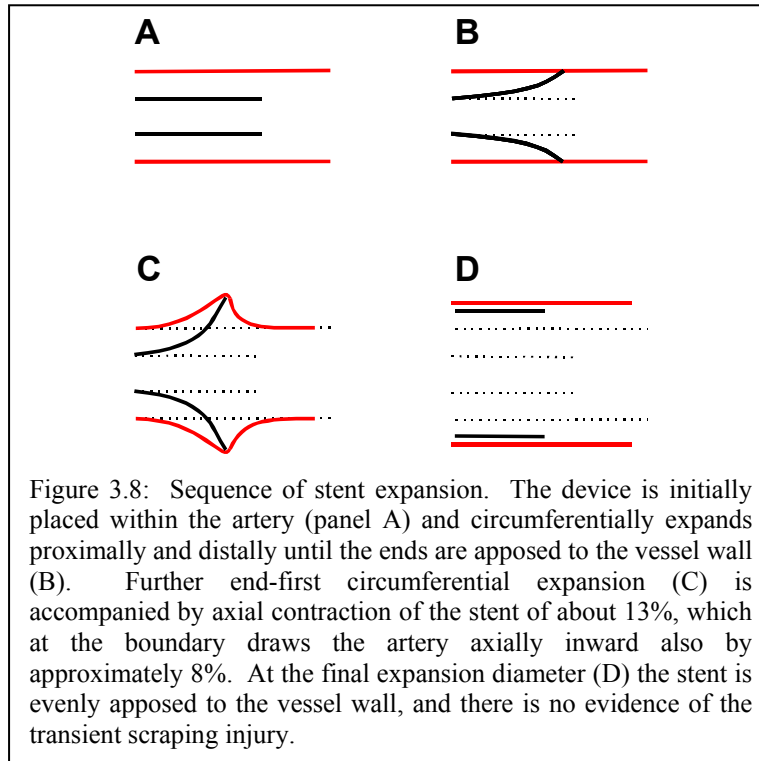 A
B
C
D
Figure 3.8: Sequence of stent expansion. The device is initially
placed within the artery (panel A) and circumferentially expands
proximally and distally until the ends are apposed to the vessel wall
(B). Further end-first circumferential expansion (C) is
accompanied by axial contraction of the stent of about 13%, which
at the boundary draws the artery axially inward also by
approximately 8%. At the final expansion diameter (D) the stent is
evenly apposed to the vessel wall, and there is no evidence of the
transient scraping injury.